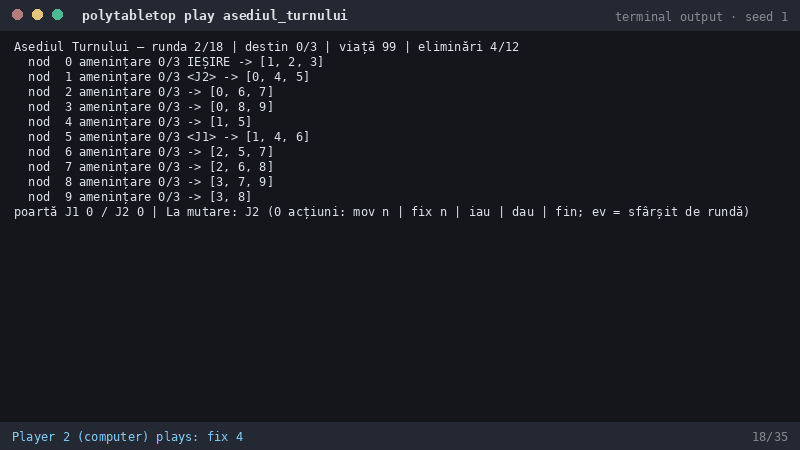 polytabletop play asediul_turnului
terminal output · seed 1
Asediul Turnului — runda 2/18 | destin 0/3 | viață 99 | eliminări 4/12
nod  0 amenințare 0/3 IEȘIRE -> [1, 2, 3]
nod  1 amenințare 0/3 <J2> -> [0, 4, 5]
nod  2 amenințare 0/3 -> [0, 6, 7]
nod  3 amenințare 0/3 -> [0, 8, 9]
nod  4 amenințare 0/3 -> [1, 5]
nod  5 amenințare 0/3 <J1> -> [1, 4, 6]
nod  6 amenințare 0/3 -> [2, 5, 7]
nod  7 amenințare 0/3 -> [2, 6, 8]
nod  8 amenințare 0/3 -> [3, 7, 9]
nod  9 amenințare 0/3 -> [3, 8]
poartă J1 0 / J2 0 | La mutare: J2 (0 acțiuni: mov n | fix n | iau | dau | fin; ev = sfârșit de rundă)
Player 2 (computer) plays: fix 4
18/35